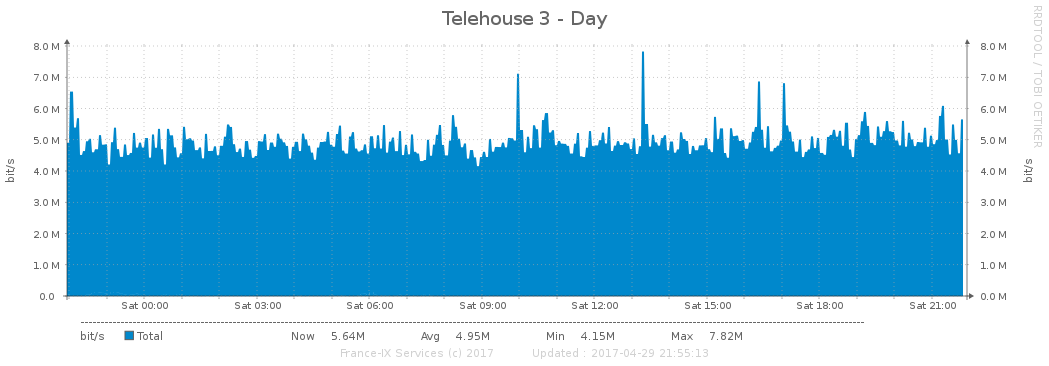 Telehouse 3 - Day
RRDTOOL / TOBI OETIKER
8.0 M 8.0 M
7.0 M 7.0 M
6.0 M 6.0 M
5.0 M 5.0 M
4.0 M 4.0 M
3.0 M 3.0 M
2.0 M 2.0 M
1.0 M 1.0 M
0.0 0.0 M
bit/s bit/s
Sat 00:00 Sat 03:00 Sat 06:00 Sat 09:00 Sat 12:00 Sat 15:00 Sat 18:00 Sat 21:00
bit/s Total Now 5.64M Avg 4.95M Min 4.15M Max 7.82M
France-IX Services (c) 2017 Updated : 2017-04-29 21:55:13